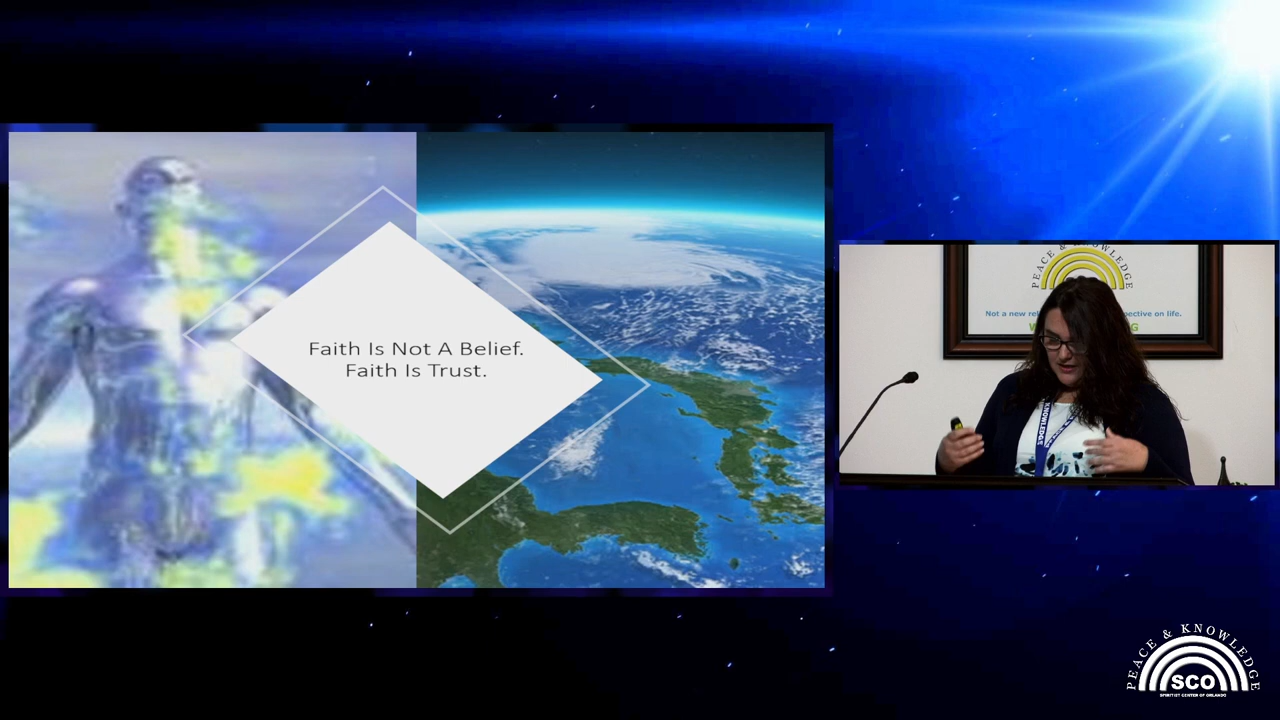 Faith Is Not A Belief.
Faith Is Trust.
PEACE & KNOWLEDGE
Not a new pective on life.
G
KNOWLEDGE
PEACE & KNOWLEDGE
SCO
SPIRITIST CENTER OF ORLANDO